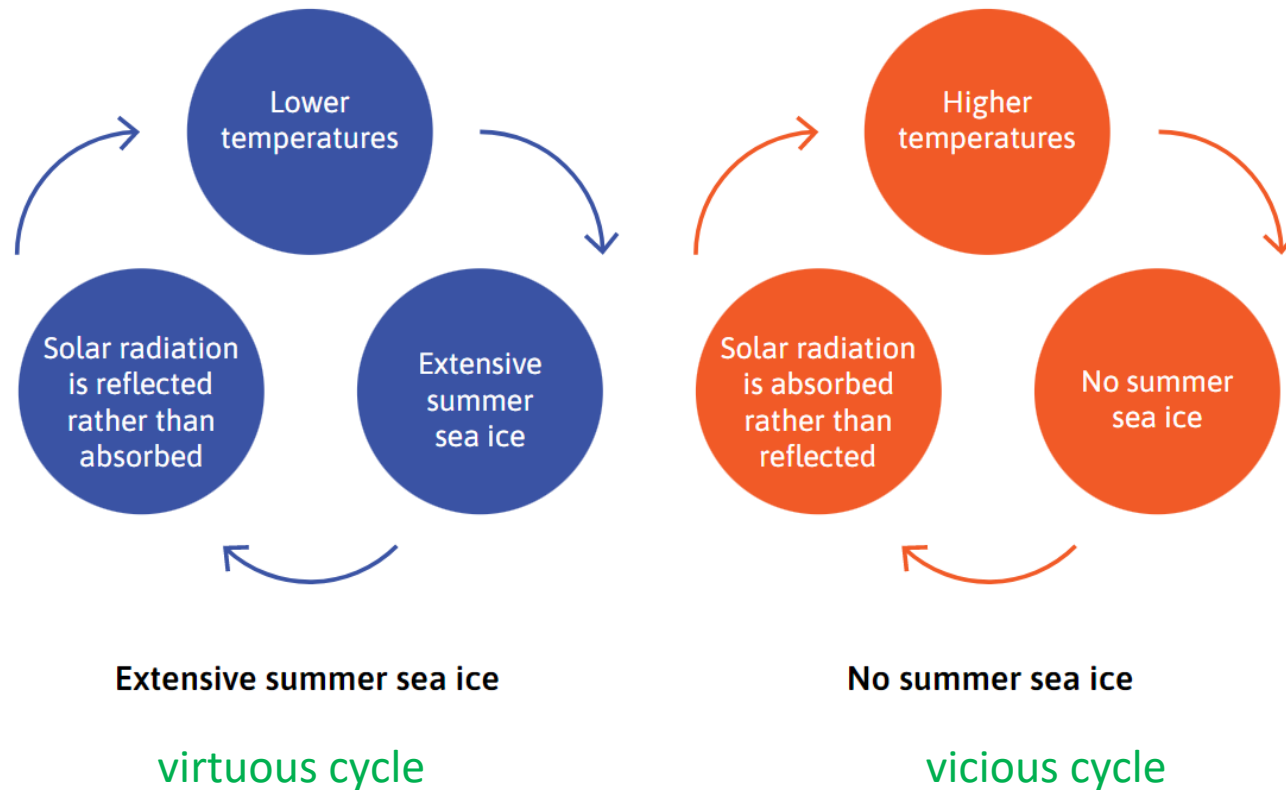 Lower
temperatures
Solar radiation
is reflected
rather than
absorbed
Extensive
summer
sea ice
Extensive summer sea ice
virtuous cycle
Higher
temperatures
Solar radiation
is absorbed
rather than
reflected
No summer
sea ice
No summer sea ice
vicious cycle